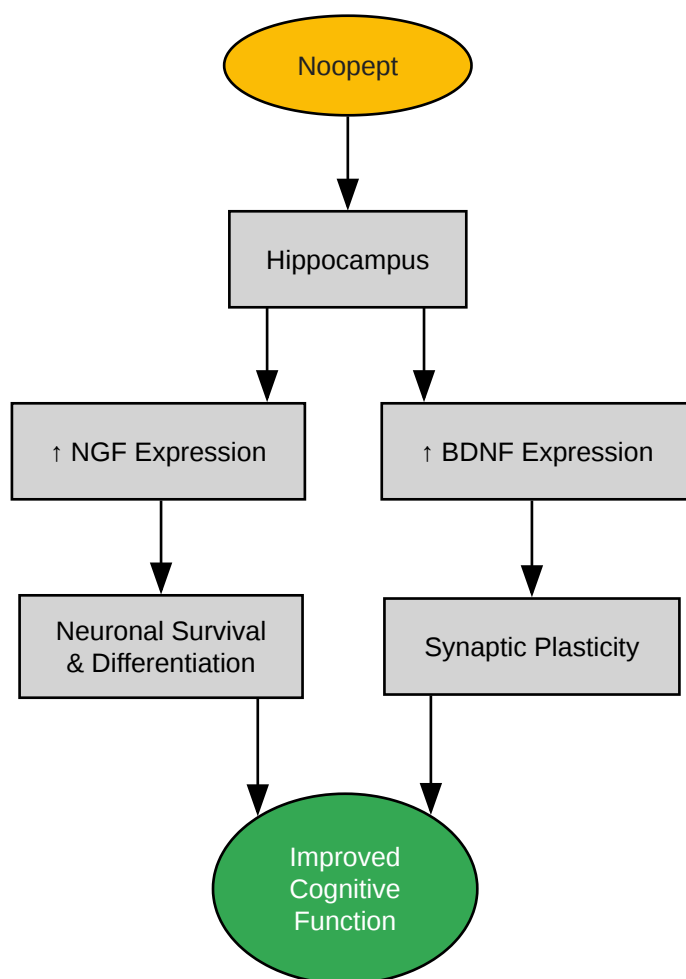 Noopept
Hippocampus
↑ NGF Expression
↑ BDNF Expression
Neuronal Survival
& Differentiation
Synaptic Plasticity
Improved
Cognitive
Function